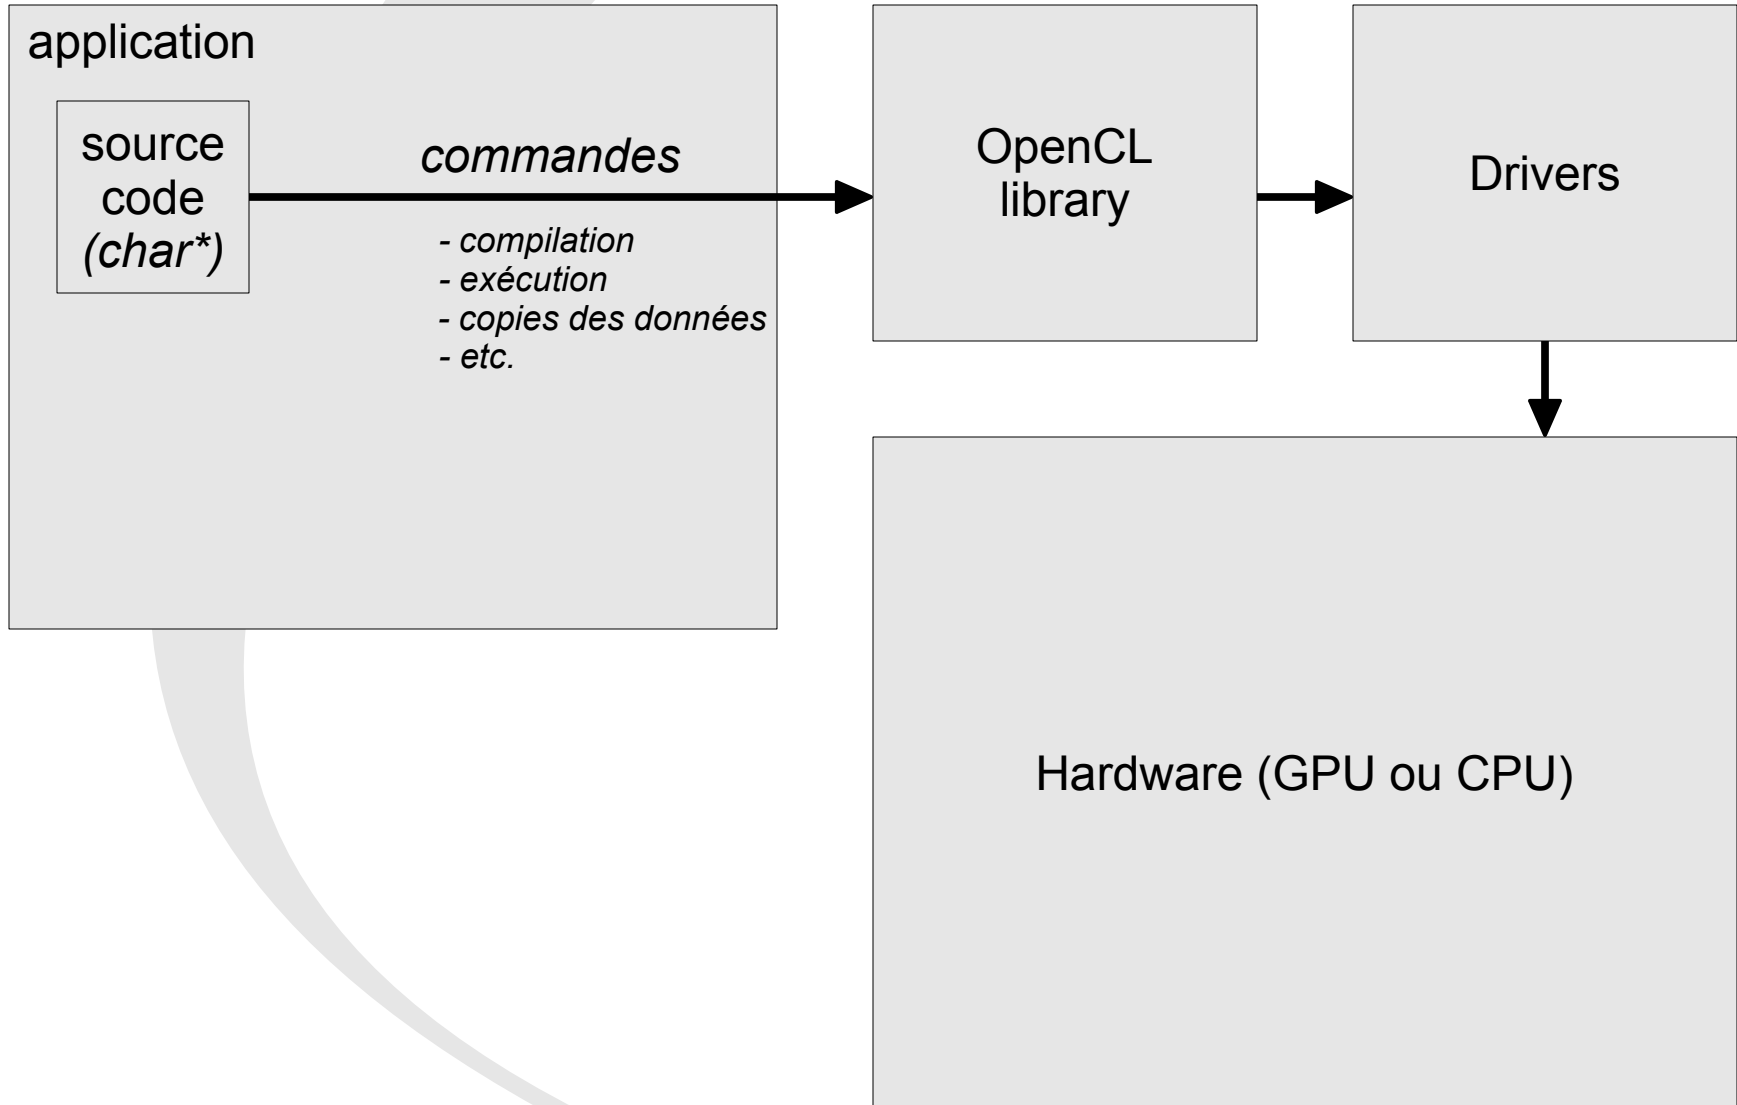 application
source
code
(char*)
commandes
- compilation
- exécution
- copies des données
- etc.
OpenCL
library
Drivers
Hardware (GPU ou CPU)